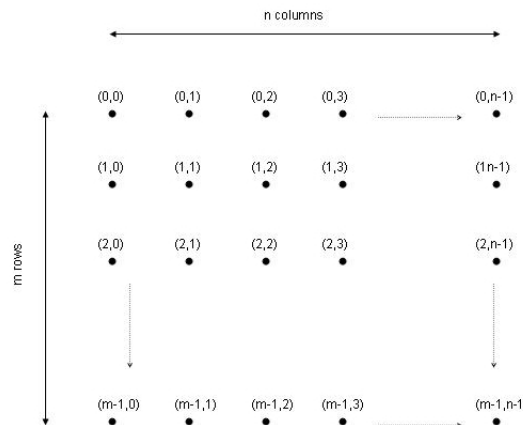 n columns
(0,0) (0,1) (0,2) (0,3) (0,n-1)
(1,0) (1,1) (1,2) (1,3) (1n-1)
m rows
(2,0) (2,1) (2,2) (2,3) (2,n-1)
(m-1,0) (m-1,1) (m-1,2) (m-1,3) (m-1,n-1